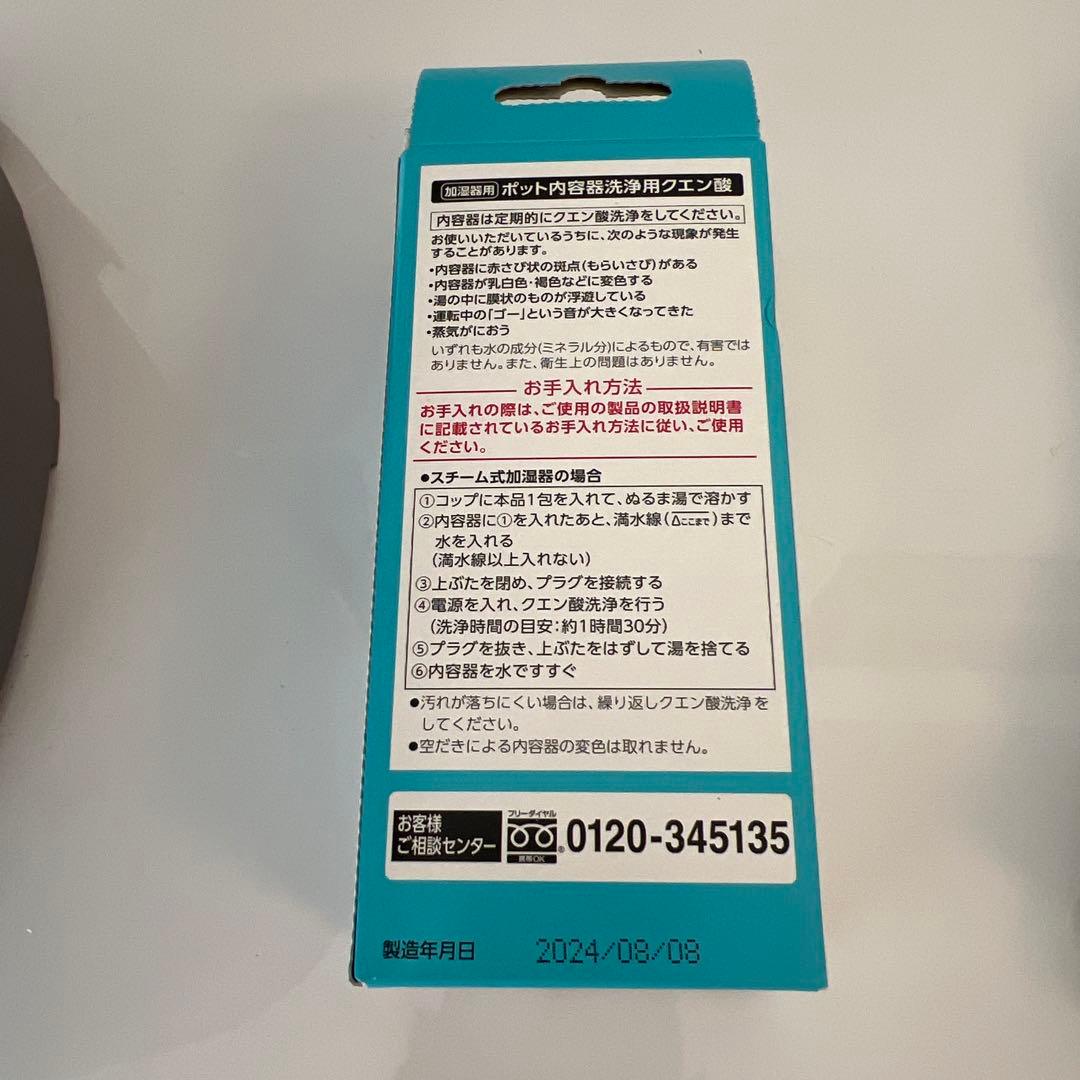 加湿器用 ポット内容器洗浄用クエン酸
内容器は定期的にクエン酸洗浄をしてください。
お使いいただいているうちに、次のような現象が発生
することがあります。
・内容器に赤さび状の斑点(もらいさび)がある
・内容器が乳白色・褐色などに変色する
・湯の中に膜状のものが浮遊している
・運転中の「ゴー」という音が大きくなってきた
・蒸気がにおう
いずれも水の成分(ミネラル分)によるもので、有害では
ありません。また、衛生上の問題はありません。
お手入れ方法
お手入れの際は、ご使用の製品の取扱説明書
に記載されているお手入れ方法に従い、ご使用
ください。
●スチーム式加湿器の場合
①コップに本品1包を入れて、ぬるま湯で溶かす
②内容器に①を入れたあと、満水線(△ここまで)まで
水を入れる
(満水線以上入れない)
③上ぶたを閉め、プラグを接続する
④電源を入れ、クエン酸洗浄を行う
(洗浄時間の目安:約1時間30分)
⑤プラグを抜き、上ぶたをはずして湯を捨てる
⑥内容器を水ですすぐ
●汚れが落ちにくい場合は、繰り返しクエン酸洗浄を
してください。
●空だきによる内容器の変色は取れません。
お客様
ご相談センター
フリーダイヤル
携帯OK
0120-345135
製造年月日 2024/08/08